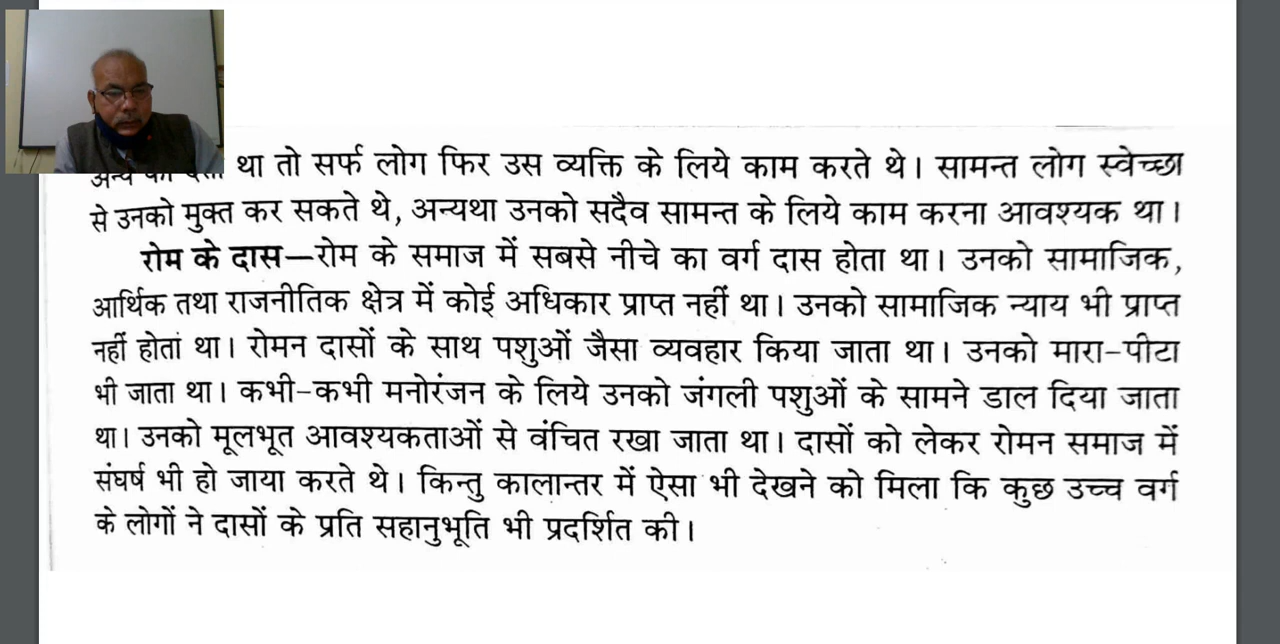 था तो सर्फ लोग फिर उस व्यक्ति के लिये काम करते थे। सामन्त लोग स्वेच्छा
से उनको मुक्त कर सकते थे, अन्यथा उनको सदैव सामन्त के लिये काम करना आवश्यक था।
रोम के दास—रोम के समाज में सबसे नीचे का वर्ग दास होता था। उनको सामाजिक,
आर्थिक तथा राजनीतिक क्षेत्र में कोई अधिकार प्राप्त नहीं था। उनको सामाजिक न्याय भी प्राप्त
नहीं होता था। रोमन दासों के साथ पशुओं जैसा व्यवहार किया जाता था। उनको मारा-पीटा
भी जाता था। कभी-कभी मनोरंजन के लिये उनको जंगली पशुओं के सामने डाल दिया जाता
था। उनको मूलभूत आवश्यकताओं से वंचित रखा जाता था। दासों को लेकर रोमन समाज में
संघर्ष भी हो जाया करते थे। किन्तु कालान्तर में ऐसा भी देखने को मिला कि कुछ उच्च वर्ग
के लोगों ने दासों के प्रति सहानुभूति भी प्रदर्शित की।